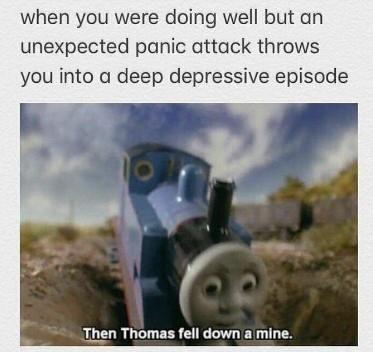 when you were doing well but an
unexpected panic attack throws
you into a deep depressive episode
Then Thomas fell down a mine.